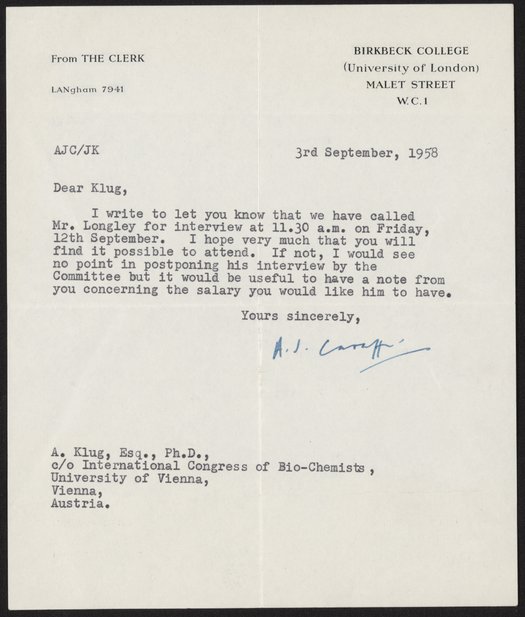 From THE CLERK
LANgham 7941
BIRKBECK COLLEGE
(University of London)
MALET STREET
W.C.1
AJC/JK
3rd September, 1958
Dear Klug,
I write to let you know that we have called
Mr. Longley for interview at 11.30 a.m. on Friday,
12th September. I hope very much that you will
find it possible to attend. If not, I would see
no point in postponing his interview by the
Committee but it would be useful to have a note from
you concerning the salary you would like him to have.
Yours sincerely,
A. J. Caraffi
A. Klug, Esq., Ph.D.,
c/o International Congress of Bio-Chemists,
University of Vienna,
Vienna,
Austria.